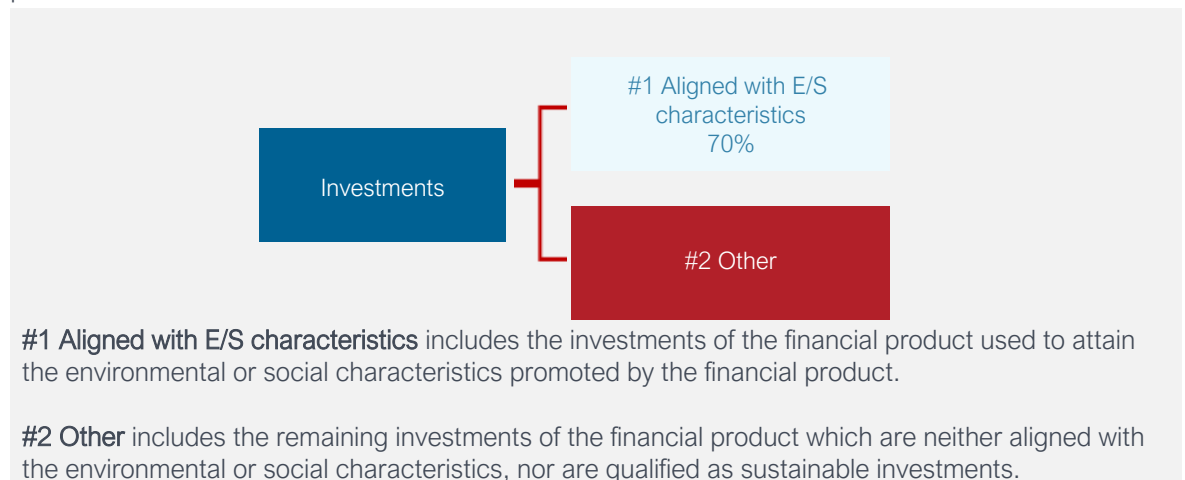 #1 Aligned with E/S
characteristics
70%
Investments
#2 Other
#1 Aligned with E/S characteristics includes the investments of the financial product used to attain
the environmental or social characteristics promoted by the financial product.
#2 Other includes the remaining investments of the financial product which are neither aligned with
the environmental or social characteristics, nor are qualified as sustainable investments.